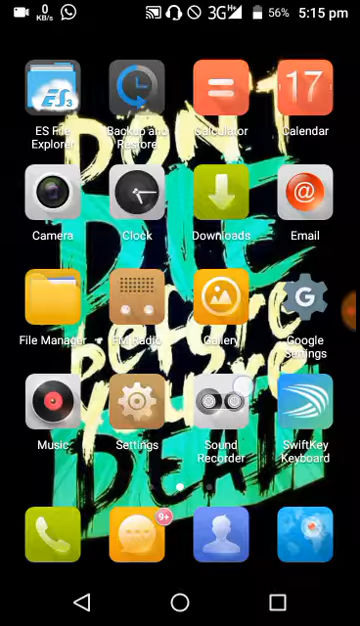 0 KB/s 3G H+ 56% 5:15 pm
DON'T
DIE
Before
You're
DEAD
ES 3 = 17
ES File Explorer Backup and Restore Calculator Calendar
@
Camera Clock Downloads Email
G
File Manager FM Radio Gallery Google Settings
Music Settings Sound Recorder SwiftKey Keyboard
9+